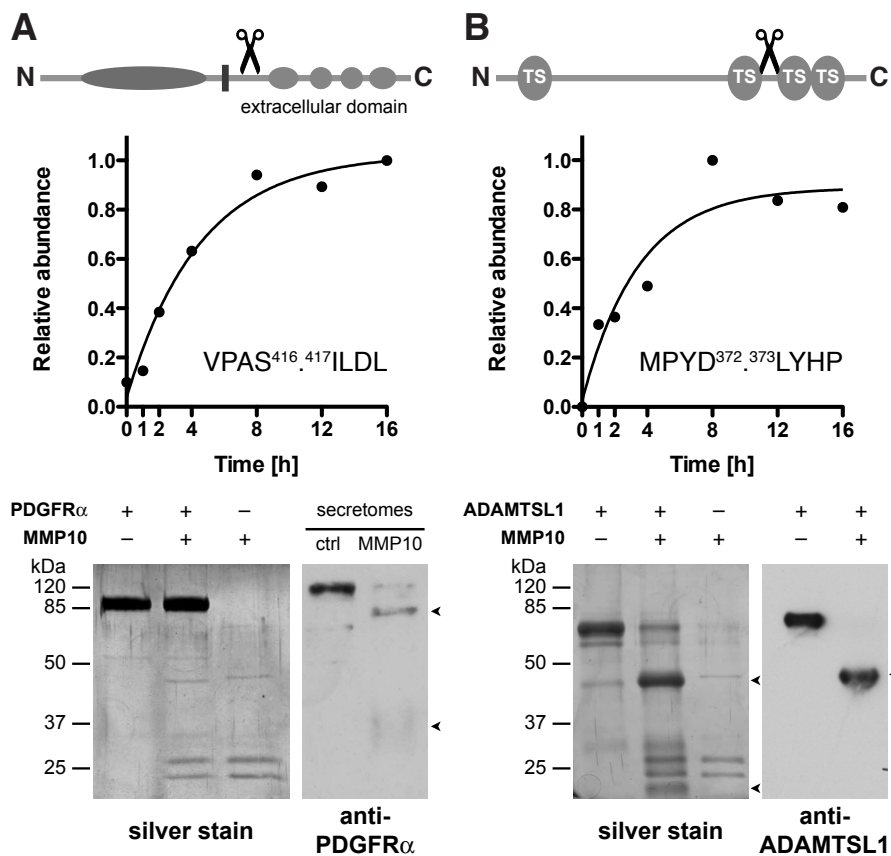 A
N C
extracellular domain
Relative abundance
1.0
0.8
0.6
0.4
0.2
0.0
VPAS⁴¹⁶.⁴¹⁷ILDL
0 1 2 4 8 12 16
Time [h]
PDGFRα + + –
MMP10 – + +
secretomes
ctrl MMP10
kDa
120
85
50
37
25
silver stain
anti-
PDGFRα
B
N TS TS TS TS C
Relative abundance
1.0
0.8
0.6
0.4
0.2
0.0
MPYD³⁷².³⁷³LYHP
0 1 2 4 8 12 16
Time [h]
ADAMTSL1 + + – + +
MMP10 – + + – +
kDa
120
85
50
37
25
silver stain
anti-
ADAMTSL1